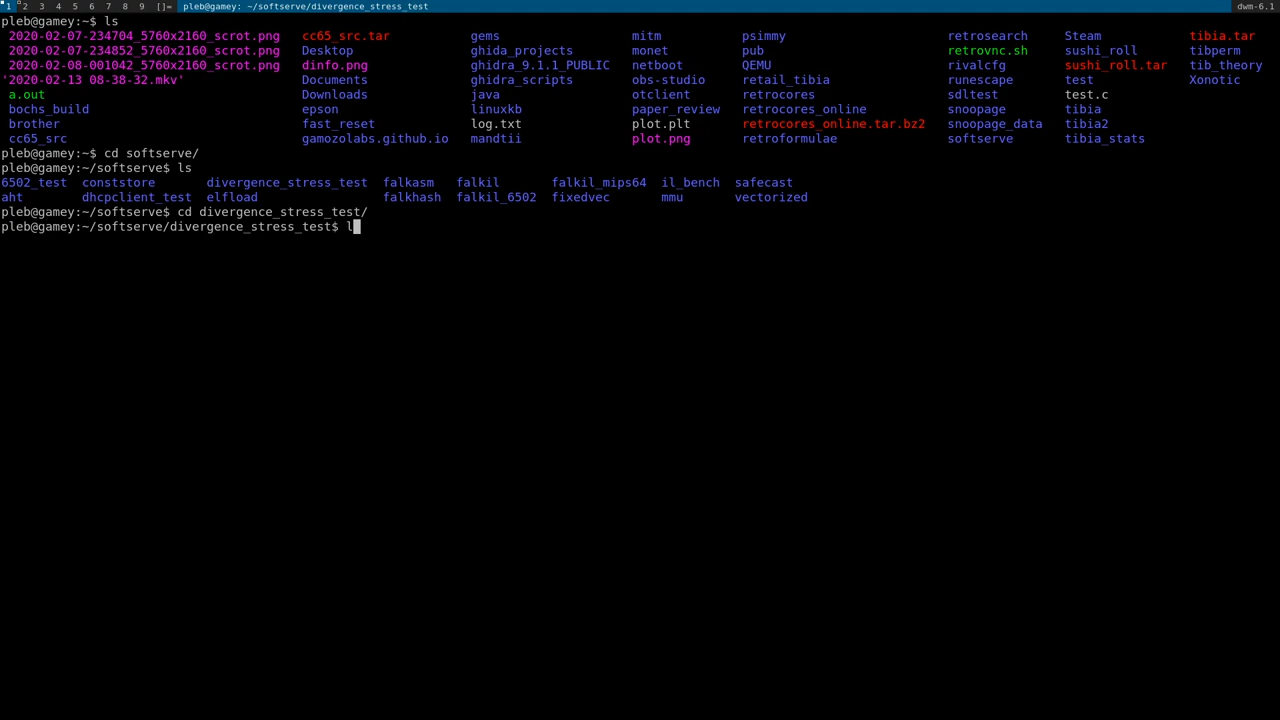 1 2 3 4 5 6 7 8 9 []= pleb@gamey: ~/softserve/divergence_stress_test dwm-6.1
pleb@gamey:~$ ls
2020-02-07-234704_5760x2160_scrot.png cc65_src.tar gems mitm psimmy retrosearch Steam tibia.tar
2020-02-07-234852_5760x2160_scrot.png Desktop ghida_projects monet pub retrovnc.sh sushi_roll tibperm
2020-02-08-001042_5760x2160_scrot.png dinfo.png ghidra_9.1.1_PUBLIC netboot QEMU rivalcfg sushi_roll.tar tib_theory
'2020-02-13 08-38-32.mkv' Documents ghidra_scripts obs-studio retail_tibia runescape test Xonotic
a.out Downloads java otclient retrocores sdltest test.c
bochs_build epson linuxkb paper_review retrocores_online snoopage tibia
brother fast_reset log.txt plot.plt retrocores_online.tar.bz2 snoopage_data tibia2
cc65_src gamozolabs.github.io mandtii plot.png retroformulae softserve tibia_stats
pleb@gamey:~$ cd softserve/
pleb@gamey:~/softserve$ ls
6502_test conststore divergence_stress_test falkasm falkil falkil_mips64 il_bench safecast
aht dhcpclient_test elfload falkhash falkil_6502 fixedvec mmu vectorized
pleb@gamey:~/softserve$ cd divergence_stress_test/
pleb@gamey:~/softserve/divergence_stress_test$ l